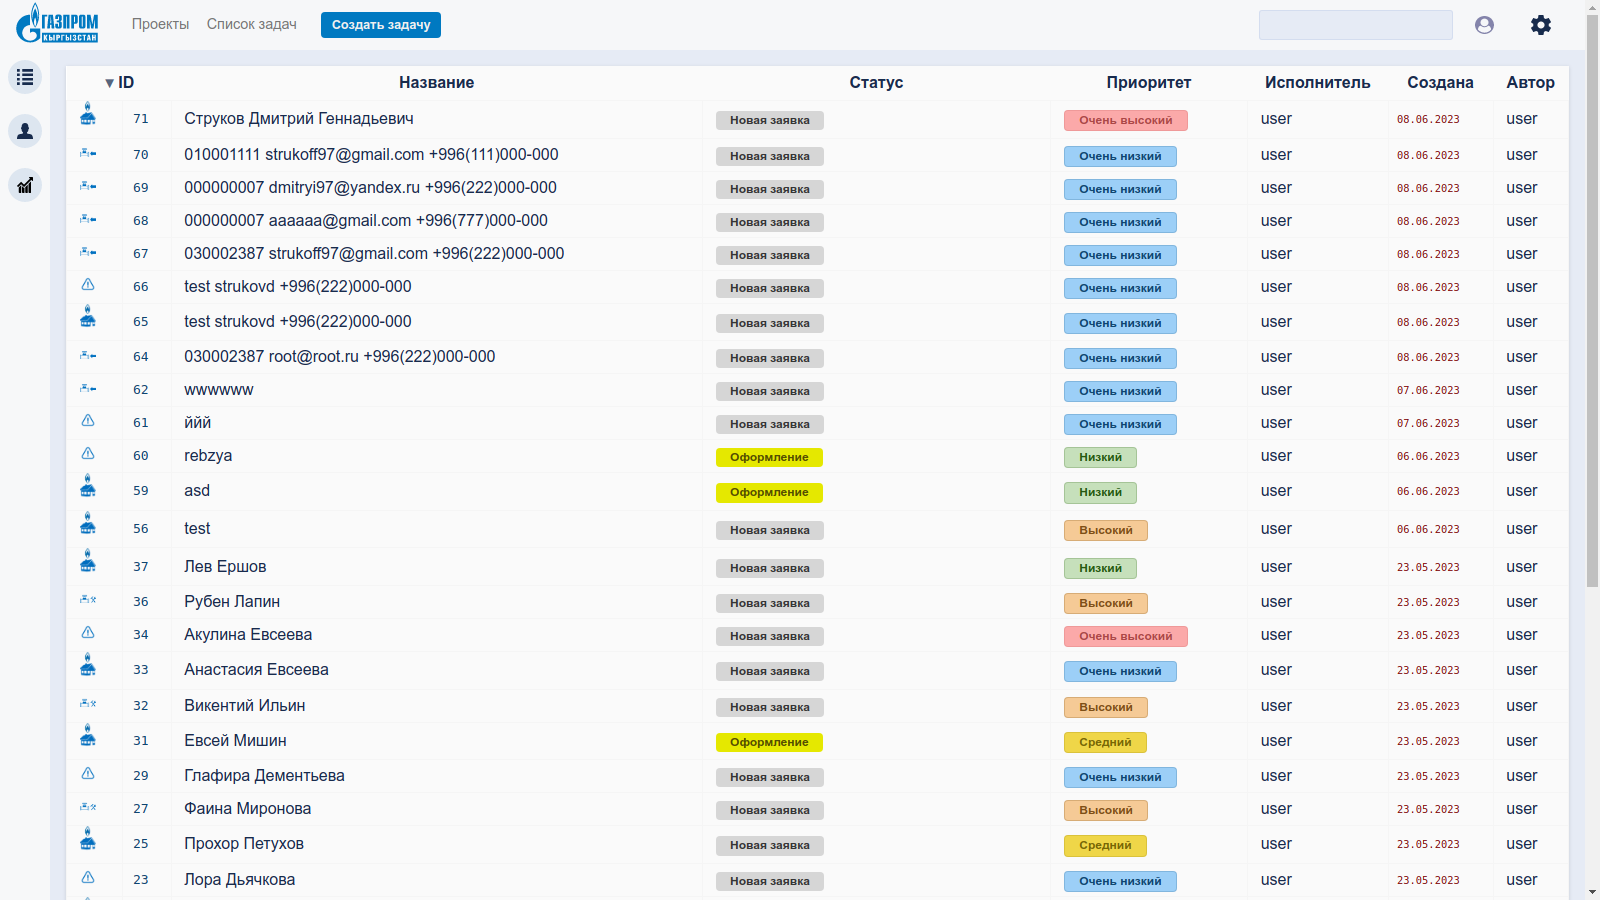 ГАЗПРОМ
КЫРГЫЗСТАН
Проекты Список задач Создать задачу
▼ID Название Статус Приоритет Исполнитель Создана Автор
71 Струков Дмитрий Геннадьевич Новая заявка Очень высокий user 08.06.2023 user
70 010001111 strukoff97@gmail.com +996(111)000-000 Новая заявка Очень низкий user 08.06.2023 user
69 000000007 dmitryi97@yandex.ru +996(222)000-000 Новая заявка Очень низкий user 08.06.2023 user
68 000000007 aaaaaa@gmail.com +996(777)000-000 Новая заявка Очень низкий user 08.06.2023 user
67 030002387 strukoff97@gmail.com +996(222)000-000 Новая заявка Очень низкий user 08.06.2023 user
66 test strukovd +996(222)000-000 Новая заявка Очень низкий user 08.06.2023 user
65 test strukovd +996(222)000-000 Новая заявка Очень низкий user 08.06.2023 user
64 030002387 root@root.ru +996(222)000-000 Новая заявка Очень низкий user 08.06.2023 user
62 wwwwww Новая заявка Очень низкий user 07.06.2023 user
61 ййй Новая заявка Очень низкий user 07.06.2023 user
60 rebzya Оформление Низкий user 06.06.2023 user
59 asd Оформление Низкий user 06.06.2023 user
56 test Новая заявка Высокий user 06.06.2023 user
37 Лев Ершов Новая заявка Низкий user 23.05.2023 user
36 Рубен Лапин Новая заявка Высокий user 23.05.2023 user
34 Акулина Евсеева Новая заявка Очень высокий user 23.05.2023 user
33 Анастасия Евсеева Новая заявка Очень низкий user 23.05.2023 user
32 Викентий Ильин Новая заявка Высокий user 23.05.2023 user
31 Евсей Мишин Оформление Средний user 23.05.2023 user
29 Глафира Дементьева Новая заявка Очень низкий user 23.05.2023 user
27 Фаина Миронова Новая заявка Высокий user 23.05.2023 user
25 Прохор Петухов Новая заявка Средний user 23.05.2023 user
23 Лора Дьячкова Новая заявка Очень низкий user 23.05.2023 user